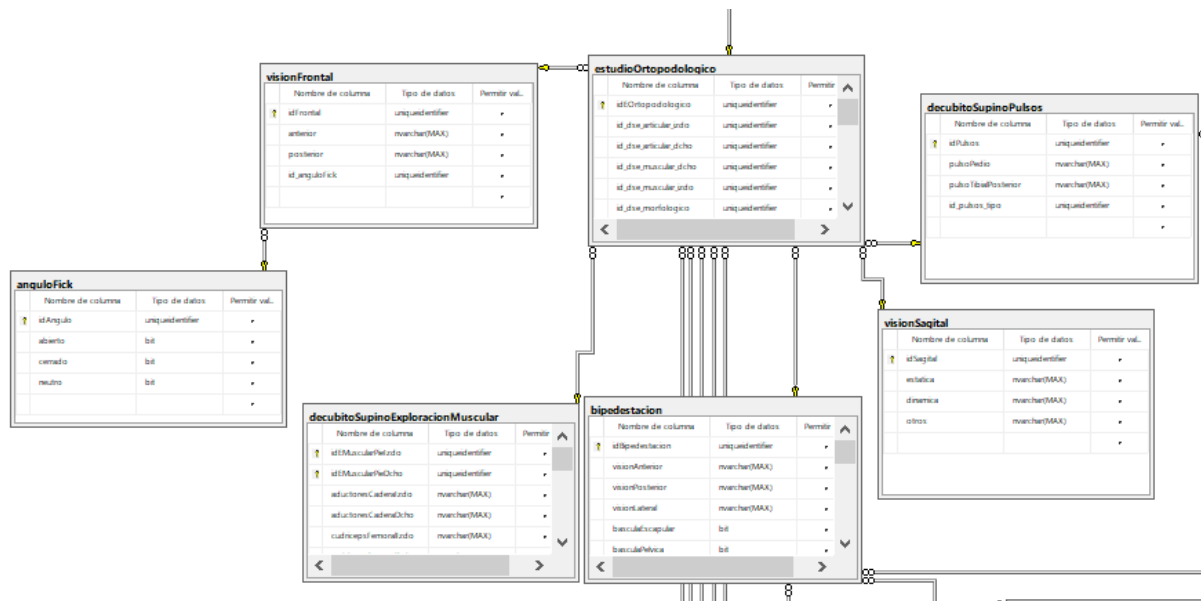 visionFrontal
Nombre de columna Tipo de datos Permitir val..
idFrontal uniqueidentifier
anterior nvarchar(MAX)
posterior nvarchar(MAX)
id_anguloFick uniqueidentifier
estudioOrtopodologico
Nombre de columna Tipo de datos Permitir
idEOrtopodologico uniqueidentifier
id_dse_articular_izdo uniqueidentifier
id_dse_articular_dcho uniqueidentifier
id_dse_muscular_dcho uniqueidentifier
id_dse_muscular_izdo uniqueidentifier
id_dse_morfologico uniqueidentifier
decubitoSupinoPulsos
Nombre de columna Tipo de datos Permitir val..
idPulsos uniqueidentifier
pulsoPedio nvarchar(MAX)
pulsoTibialPosterior nvarchar(MAX)
id_pulsos_tipo uniqueidentifier
anguloFick
Nombre de columna Tipo de datos Permitir val..
idAngulo uniqueidentifier
abierto bit
cerrado bit
neutro bit
visionSagital
Nombre de columna Tipo de datos Permitir val..
idSagital uniqueidentifier
estatica nvarchar(MAX)
dinamica nvarchar(MAX)
otros nvarchar(MAX)
decubitoSupinoExploracionMuscular
Nombre de columna Tipo de datos Permitir
idEMuscularPieIzdo uniqueidentifier
idEMuscularPieDcho uniqueidentifier
aductoresCaderaIzdo nvarchar(MAX)
aductoresCaderaDcho nvarchar(MAX)
cudricepsFemoralIzdo nvarchar(MAX)
bipedestacion
Nombre de columna Tipo de datos Permitir
idBipedestacion uniqueidentifier
visionAnterior nvarchar(MAX)
visionPosterior nvarchar(MAX)
visionLateral nvarchar(MAX)
basculaEscapular bit
basculaPelvica bit